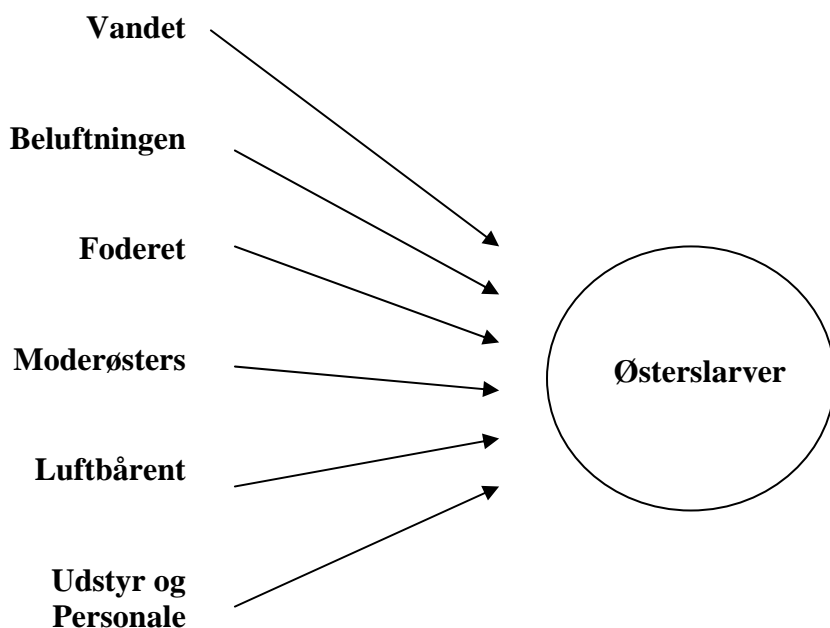 Vandet
Beluftningen
Foderet
Moderøsters
Luftbårent
Udstyr og
Personale
Østerslarver